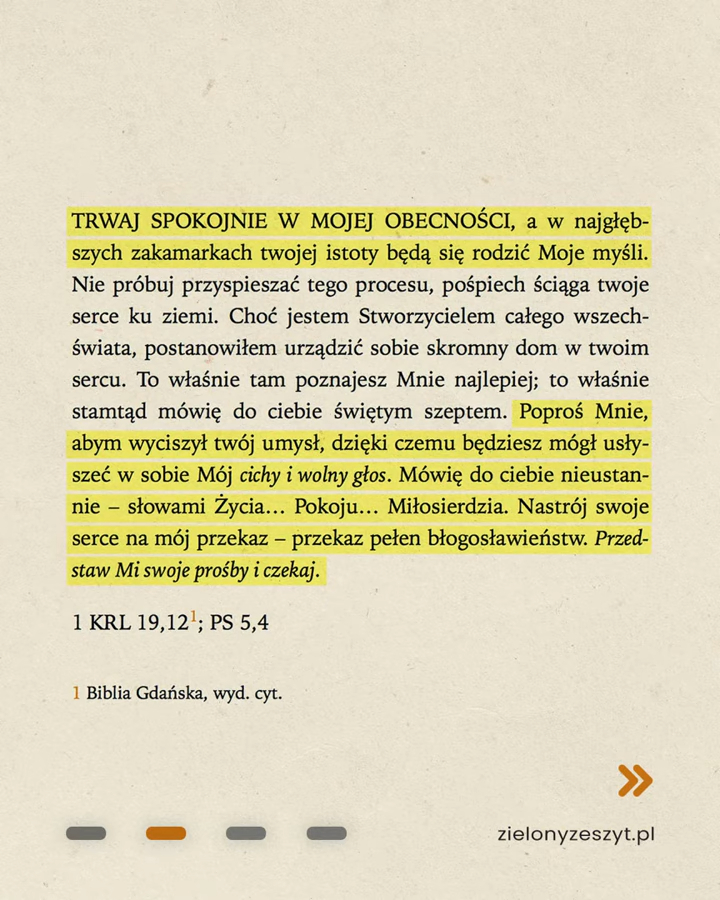 TRWAJ SPOKOJNIE W MOJEJ OBECNOŚCI, a w najgłęb-
szych zakamarkach twojej istoty będą się rodzić Moje myśli.
Nie próbuj przyspieszać tego procesu, pośpiech ściąga twoje
serce ku ziemi. Choć jestem Stworzycielem całego wszech-
świata, postanowiłem urządzić sobie skromny dom w twoim
sercu. To właśnie tam poznajesz Mnie najlepiej; to właśnie
stamtąd mówię do ciebie świętym szeptem. Poproś Mnie,
abym wyciszył twój umysł, dzięki czemu będziesz mógł usły-
szeć w sobie Mój cichy i wolny głos. Mówię do ciebie nieustan-
nie – słowami Życia... Pokoju... Miłosierdzia. Nastrój swoje
serce na mój przekaz – przekaz pełen błogosławieństw. Przed-
staw Mi swoje prośby i czekaj.
1 KRL 19,12¹; PS 5,4
1 Biblia Gdańska, wyd. cyt.
zielonyzeszyt.pl